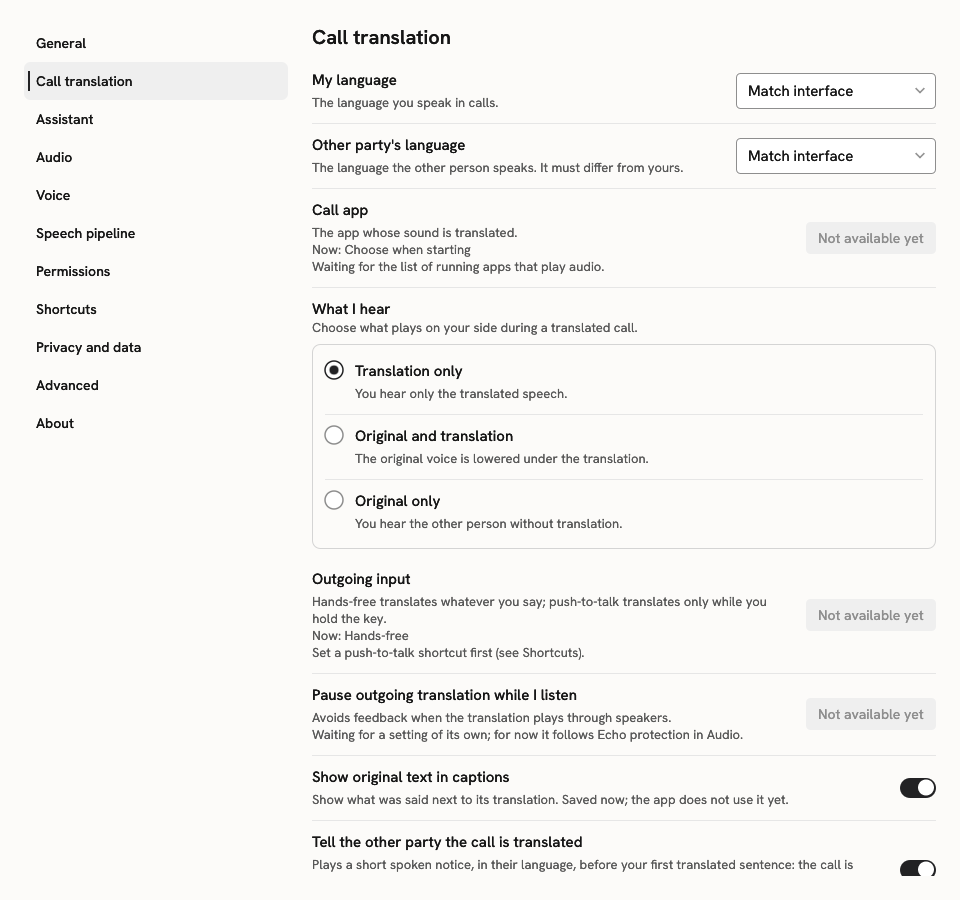 General
Call translation
Assistant
Audio
Voice
Speech pipeline
Permissions
Shortcuts
Privacy and data
Advanced
About
Call translation
My language
The language you speak in calls.
Match interface
Other party's language
The language the other person speaks. It must differ from yours.
Match interface
Call app
The app whose sound is translated.
Now: Choose when starting
Waiting for the list of running apps that play audio.
Not available yet
What I hear
Choose what plays on your side during a translated call.
Translation only
You hear only the translated speech.
Original and translation
The original voice is lowered under the translation.
Original only
You hear the other person without translation.
Outgoing input
Hands-free translates whatever you say; push-to-talk translates only while you
hold the key.
Now: Hands-free
Set a push-to-talk shortcut first (see Shortcuts).
Not available yet
Pause outgoing translation while I listen
Avoids feedback when the translation plays through speakers.
Waiting for a setting of its own; for now it follows Echo protection in Audio.
Not available yet
Show original text in captions
Show what was said next to its translation. Saved now; the app does not use it yet.
Tell the other party the call is translated
Plays a short spoken notice, in their language, before your first translated sentence: the call is